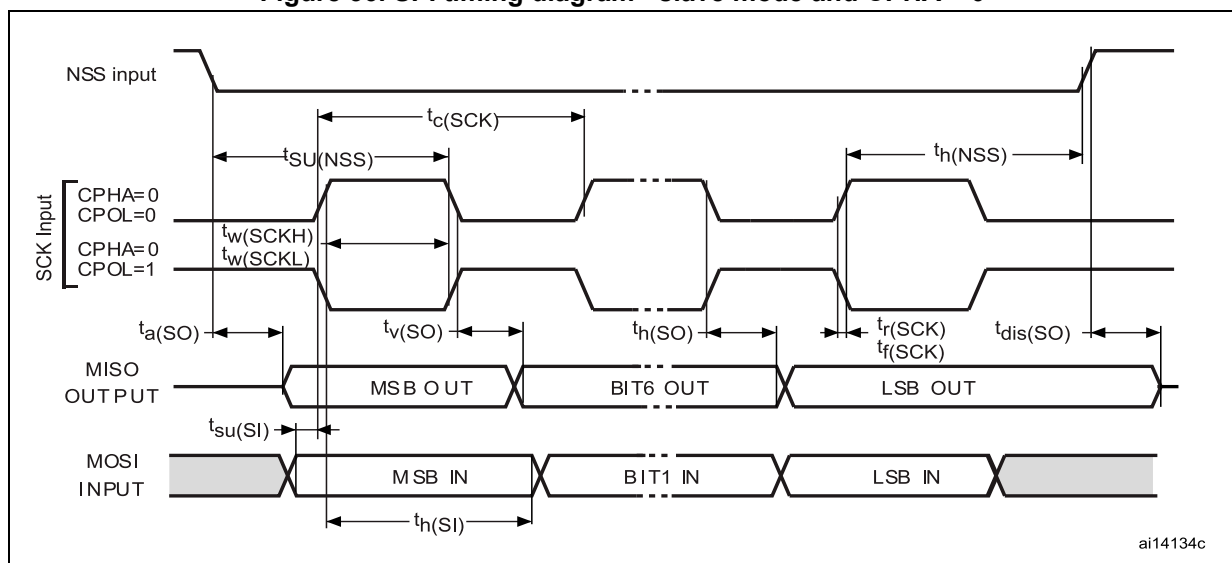 SPI timing diagram - slave mode and CPHA = 0
NSS input
tc(SCK)
tSU(NSS)
th(NSS)
SCK Input
CPHA=0
CPOL=0
tw(SCKH)
CPHA=0
tw(SCKL)
CPOL=1
ta(SO)
tv(SO)
th(SO)
tr(SCK)
tf(SCK)
tdis(SO)
MISO
OUTPUT
MSB OUT
BIT6 OUT
LSB OUT
tsu(SI)
MOSI
INPUT
MSB IN
BIT1 IN
LSB IN
th(SI)
ai14134c